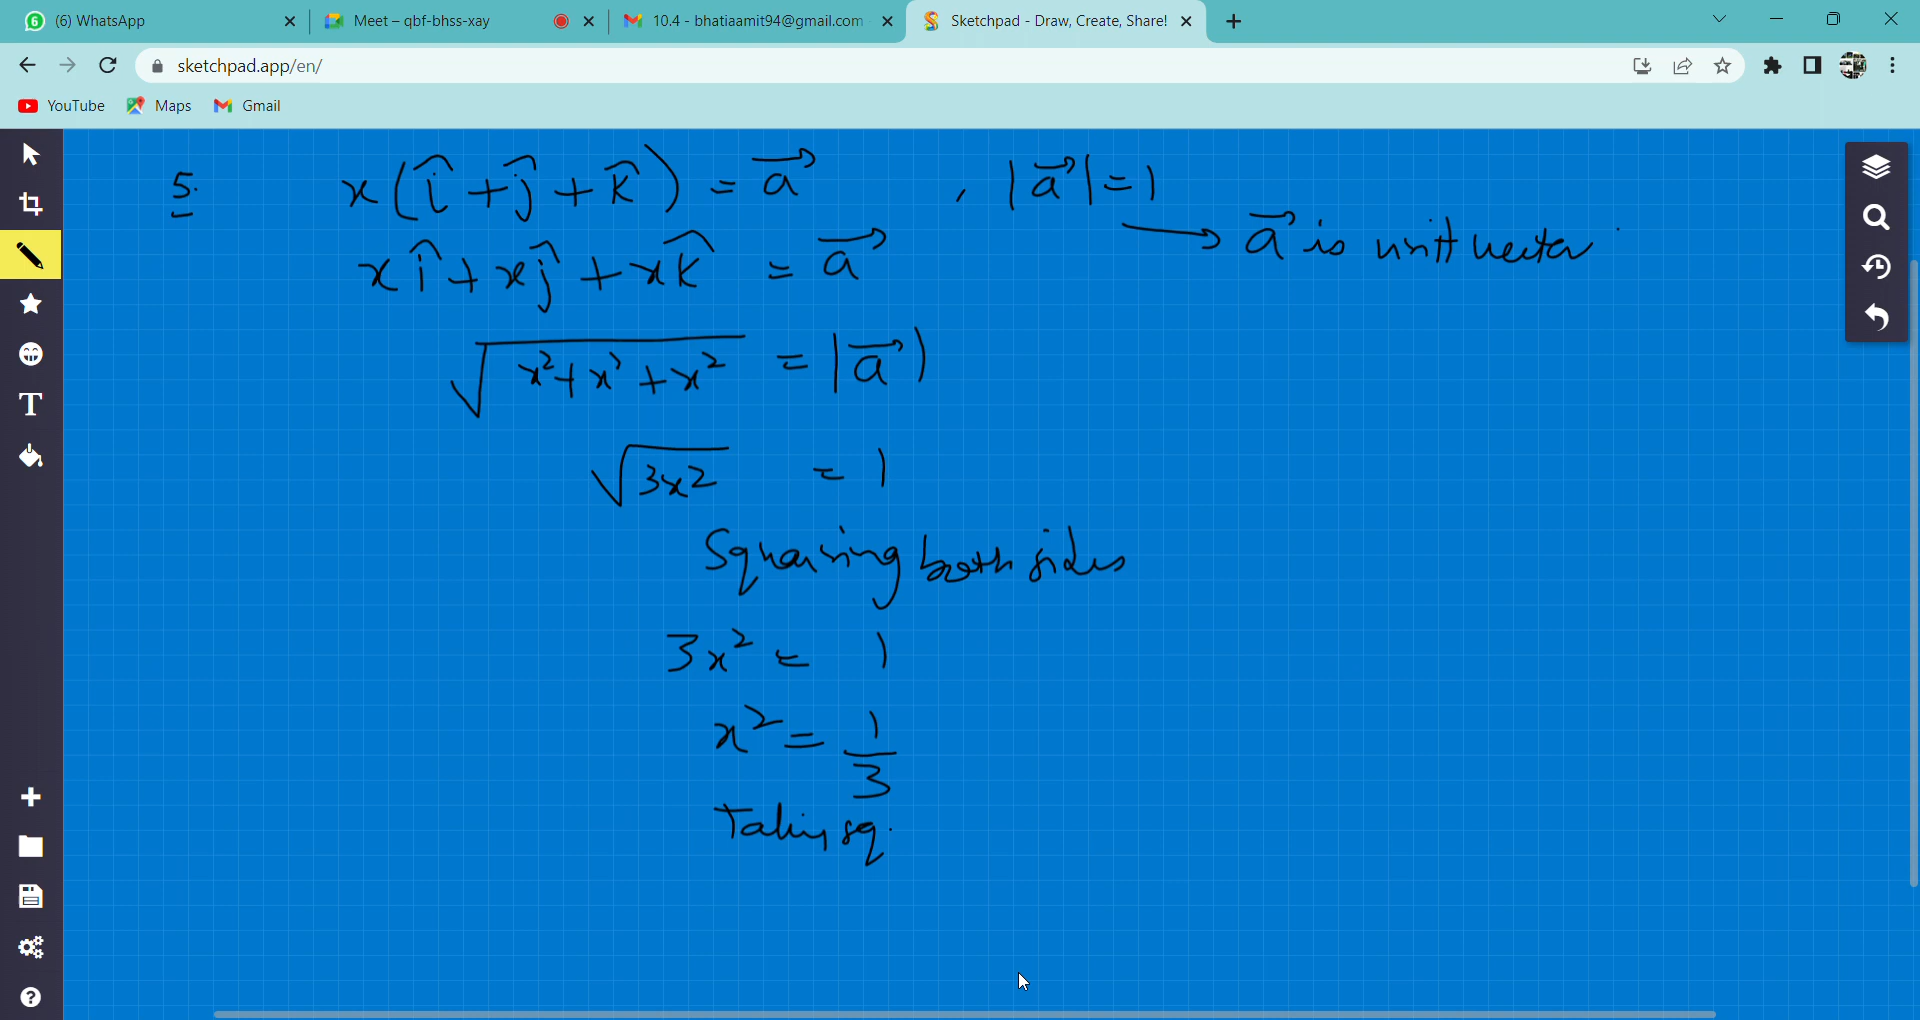 (6) WhatsApp
Meet – qbf-bhss-xay
10.4 - bhatiaamit94@gmail.com
Sketchpad - Draw, Create, Share!
sketchpad.app/en/
YouTube
Maps
Gmail
5. x(î + ĵ + k̂) = a⃗ , |a⃗| = 1
→ a⃗ is unit vector
xî + xĵ + xk̂ = a⃗
√(x² + x² + x²) = |a⃗|
√(3x²) = 1
Squaring both sides
3x² = 1
x² = 1/3
Taking sq.